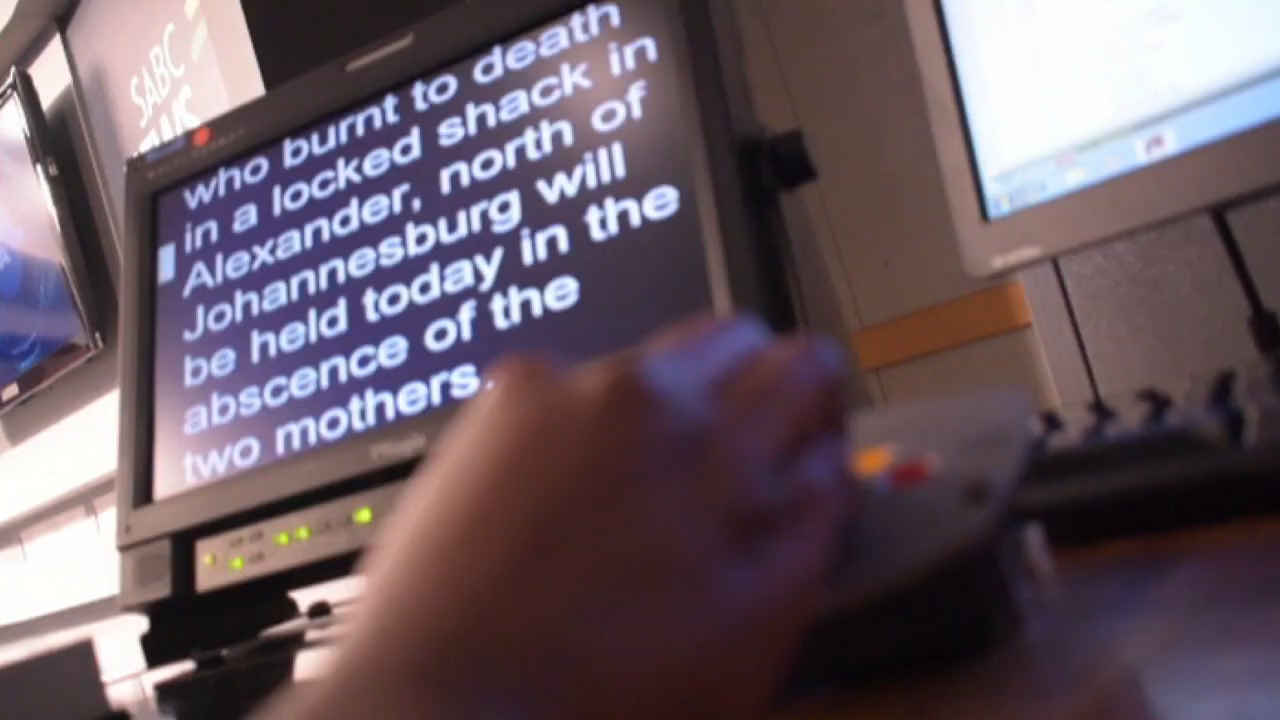 SABC
who burnt to death
in a locked shack in
Alexander, north of
Johannesburg will
be held today in the
abscence of the
two mothers.